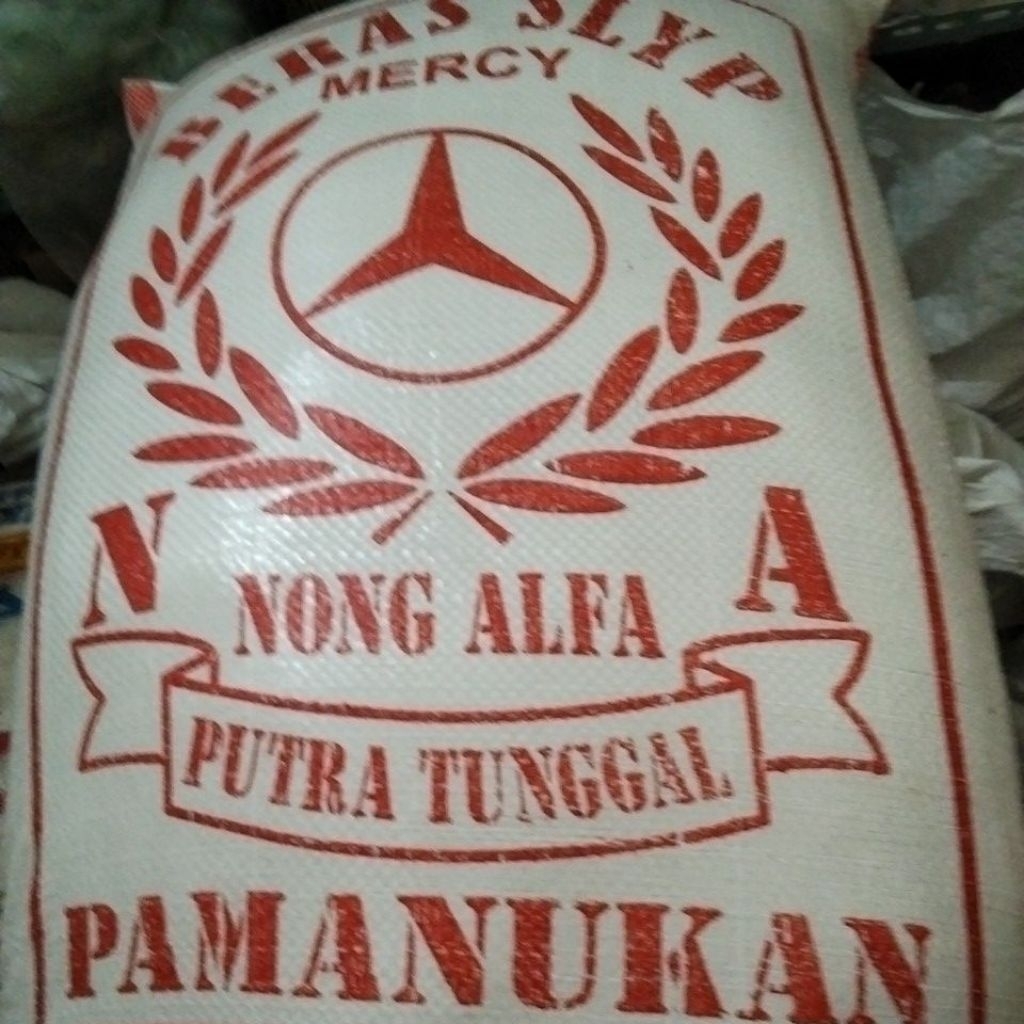 BERAS SLYP
MERCY
N A
NONG ALFA
PUTRA TUNGGAL
PAMANUKAN